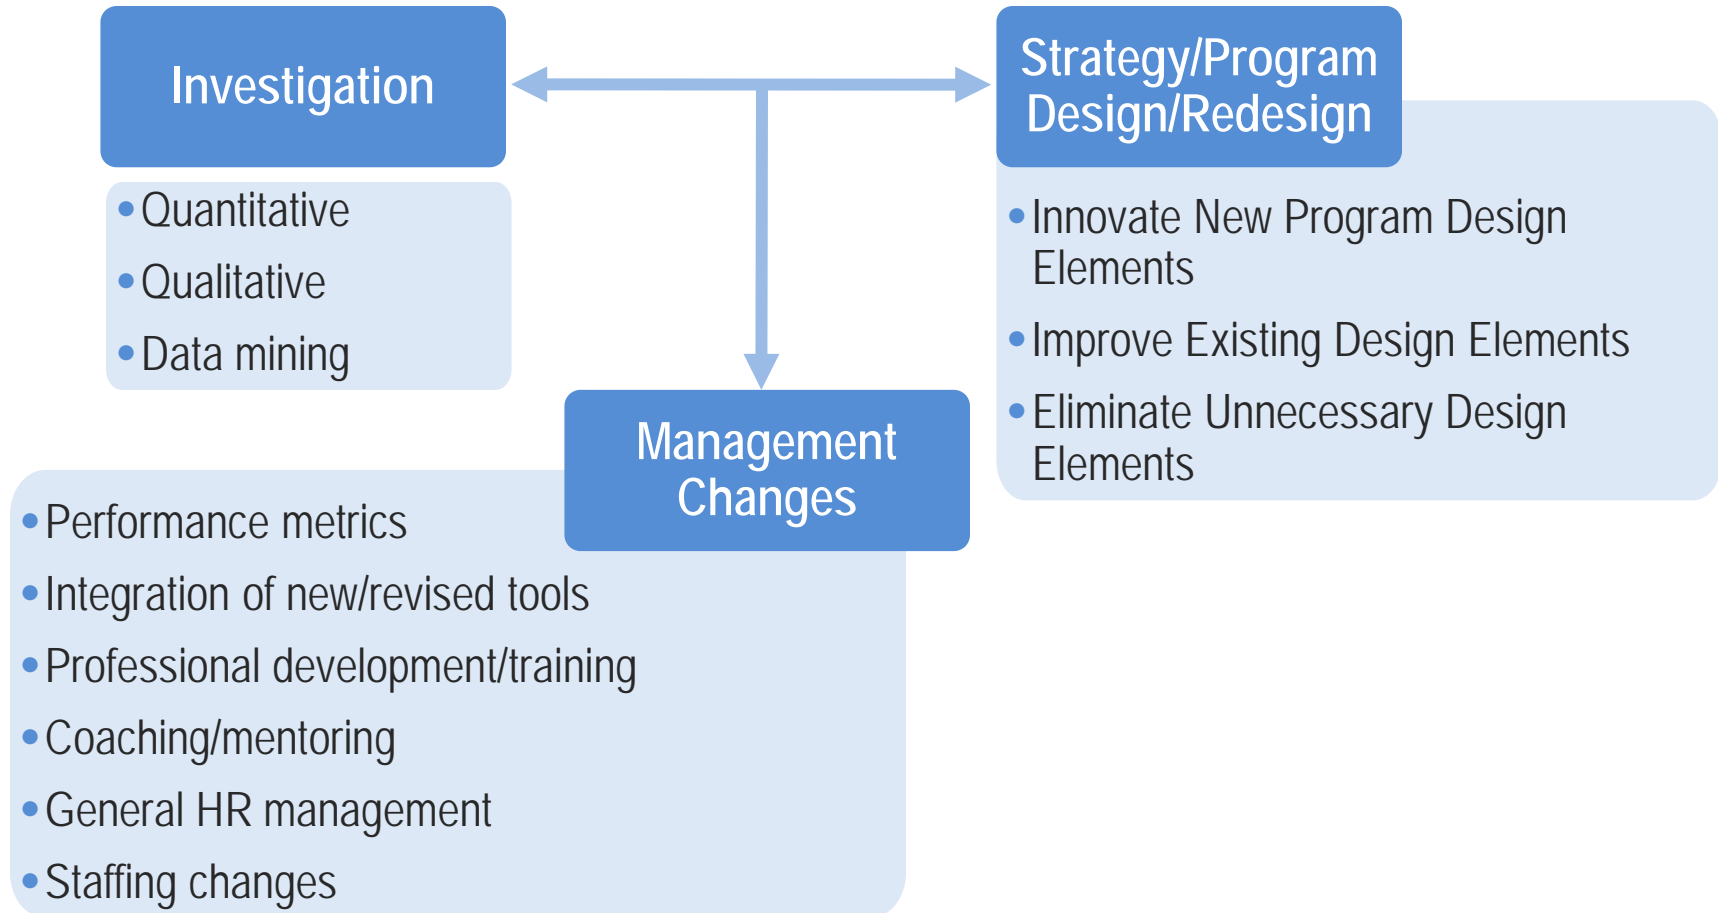 Investigation
• Quantitative
• Qualitative
• Data mining
Strategy/Program
Design/Redesign
• Innovate New Program Design
Elements
• Improve Existing Design Elements
• Eliminate Unnecessary Design
Elements
Management
Changes
• Performance metrics
• Integration of new/revised tools
• Professional development/training
• Coaching/mentoring
• General HR management
• Staffing changes